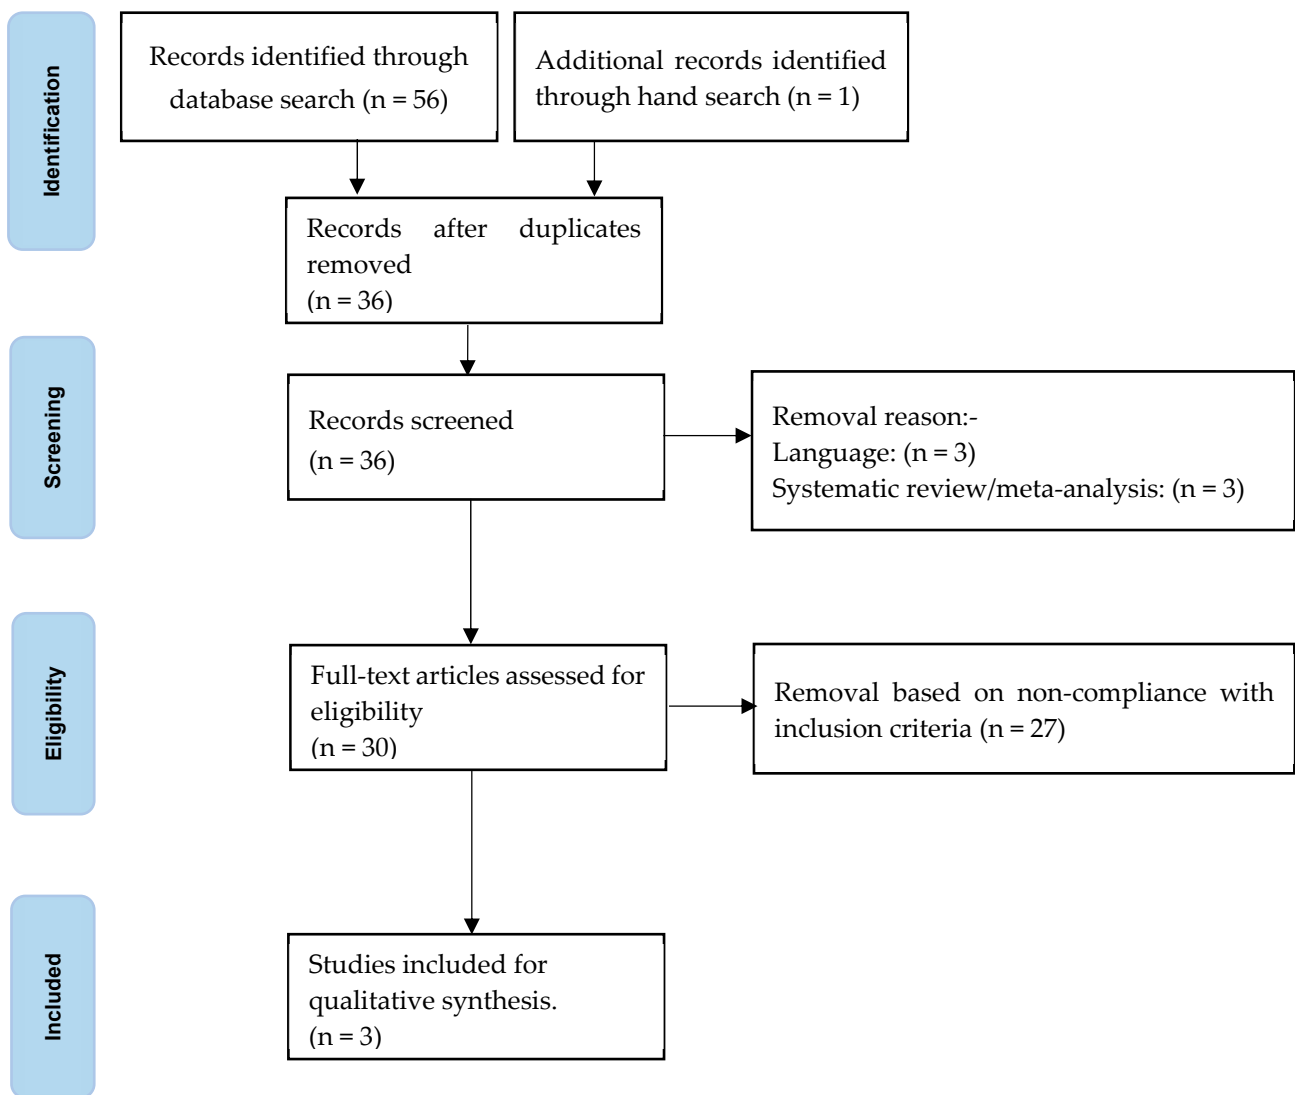 Identification
Records identified through
database search (n = 56)
Additional records identified
through hand search (n = 1)
Records after duplicates
removed
(n = 36)
Screening
Records screened
(n = 36)
Removal reason:-
Language: (n = 3)
Systematic review/meta-analysis: (n = 3)
Eligibility
Full-text articles assessed for
eligibility
(n = 30)
Removal based on non-compliance with
inclusion criteria (n = 27)
Included
Studies included for
qualitative synthesis.
(n = 3)